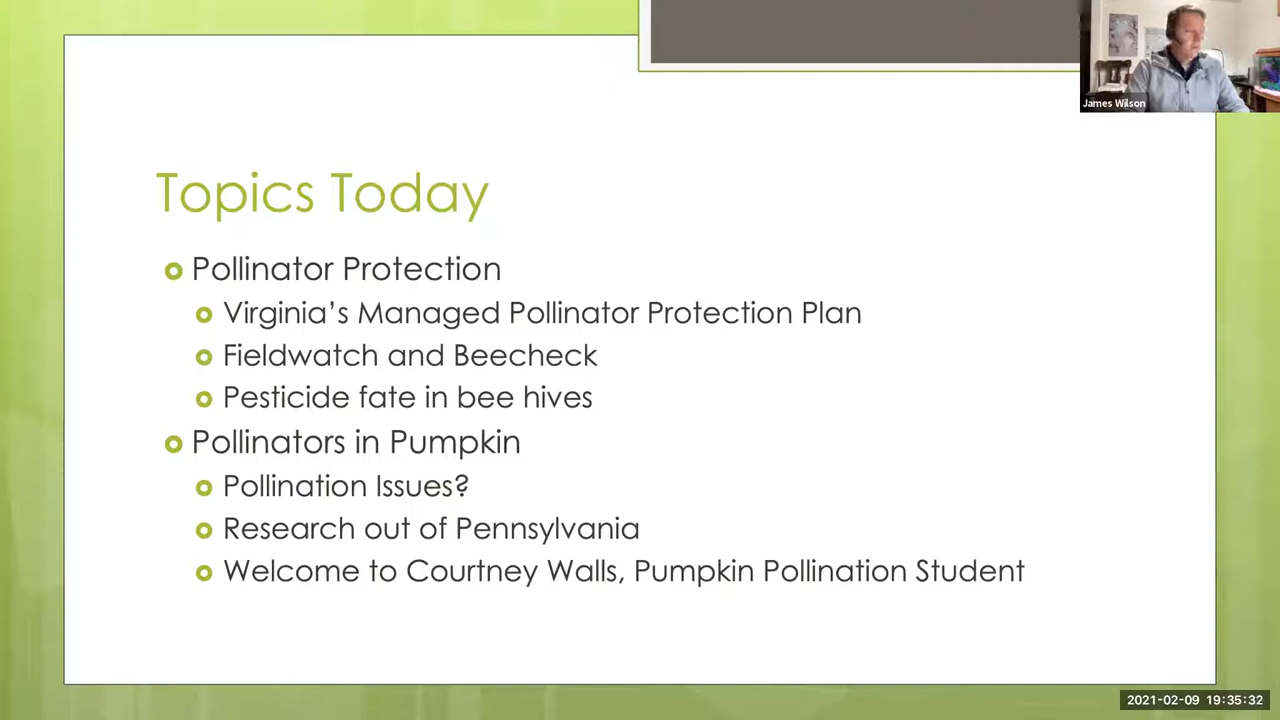 James Wilson
Topics Today
Pollinator Protection
Virginia’s Managed Pollinator Protection Plan
Fieldwatch and Beecheck
Pesticide fate in bee hives
Pollinators in Pumpkin
Pollination Issues?
Research out of Pennsylvania
Welcome to Courtney Walls, Pumpkin Pollination Student
2021-02-09 19:35:32